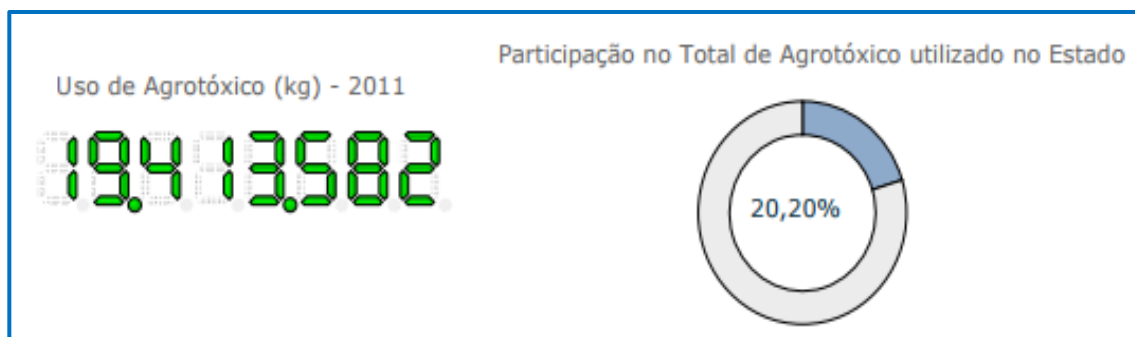 Participação no Total de Agrotóxico utilizado no Estado
Uso de Agrotóxico (kg) - 2011
19.413.582
20,20%